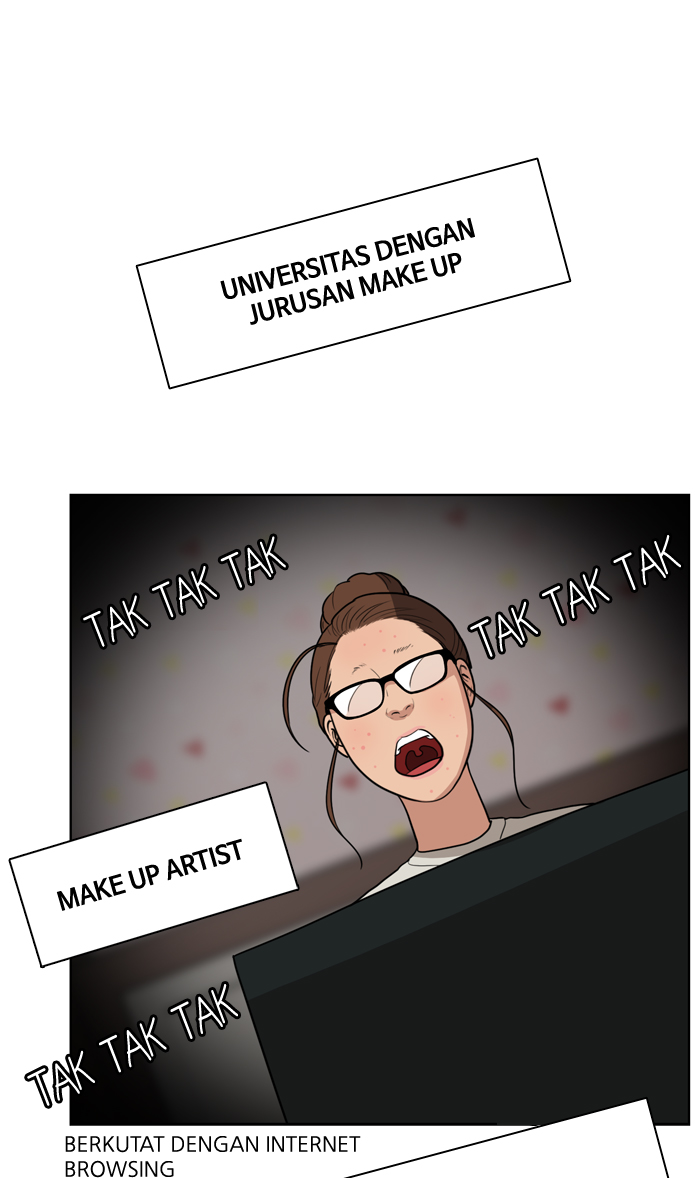 UNIVERSITAS DENGAN
JURUSAN MAKE UP
TAK TAK TAK
TAK TAK TAK
MAKE UP ARTIST
TAK TAK TAK
BERKUTAT DENGAN INTERNET
BROWSING